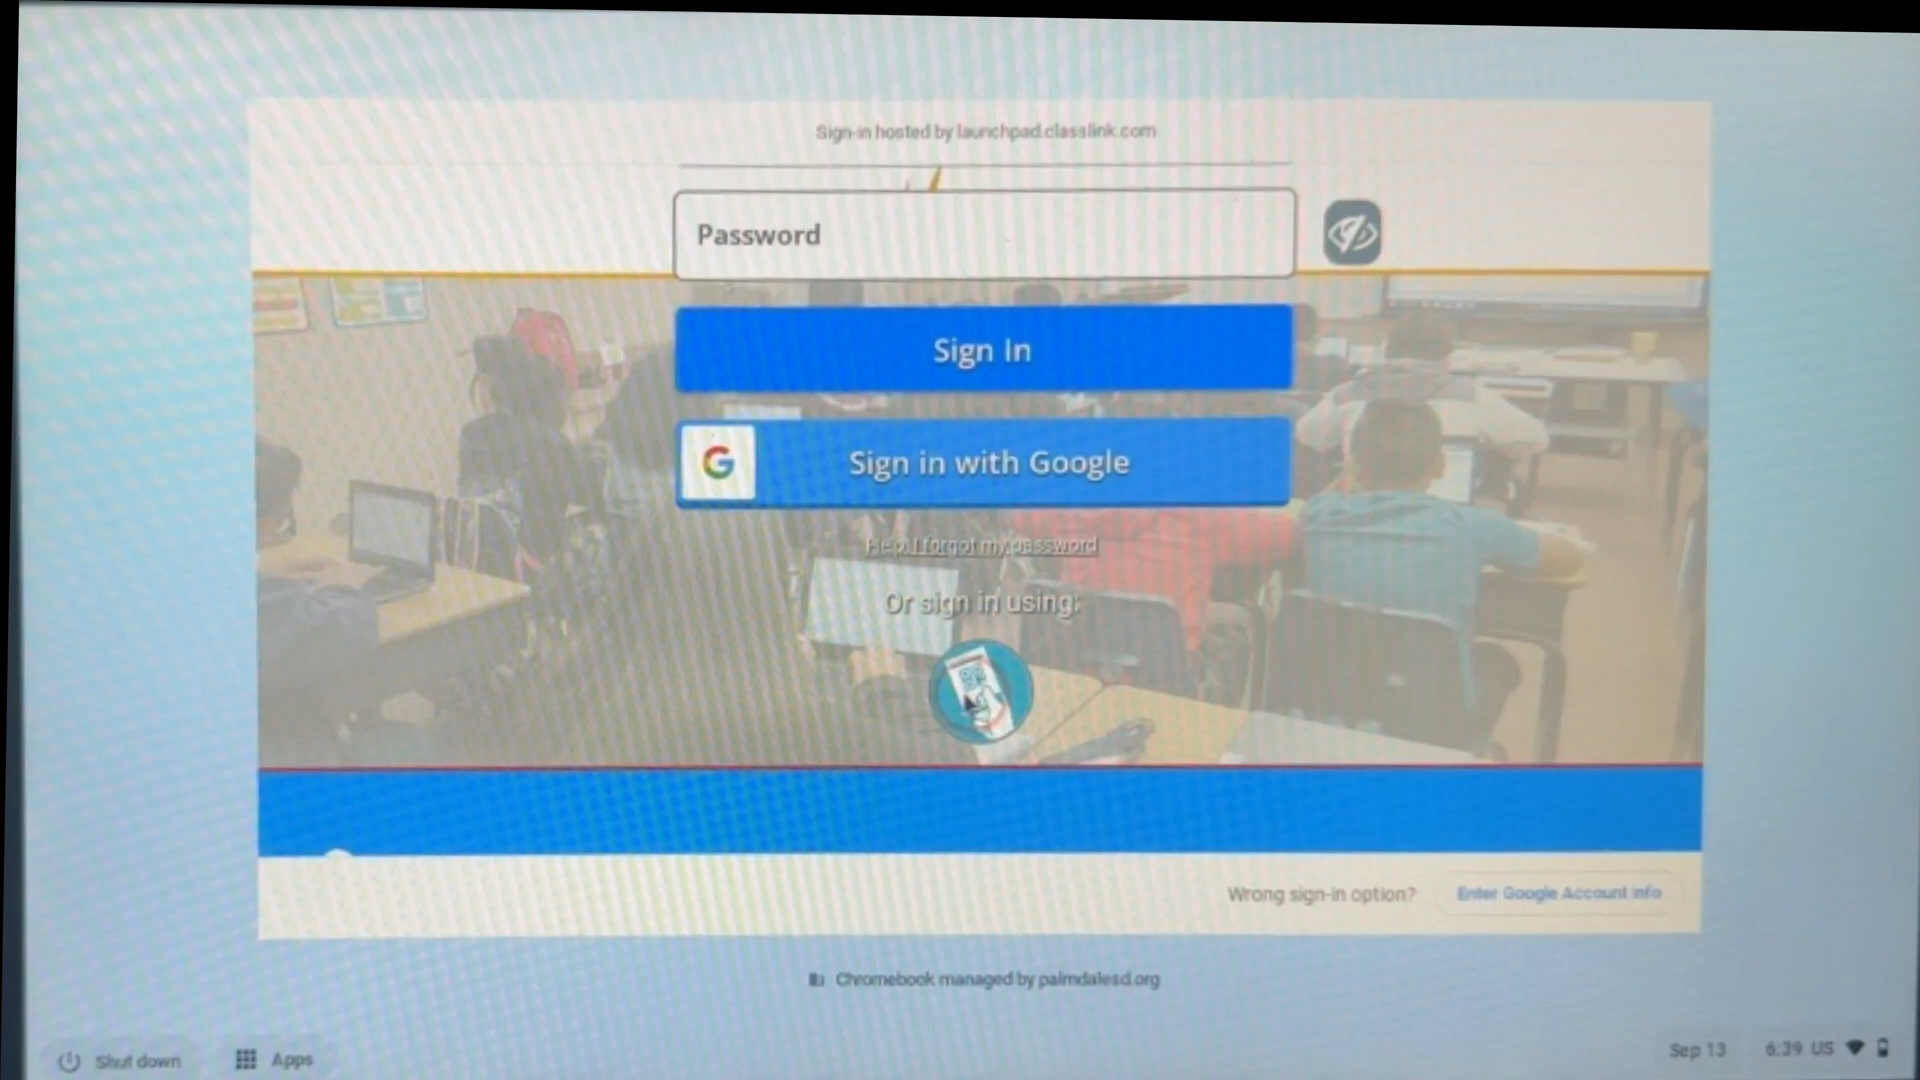 Sign-in hosted by launchpad.classlink.com
Password
Sign In
Sign in with Google
Help, I forgot my password
Or sign in using:
Wrong sign-in option? Enter Google Account info
Chromebook managed by palmdalesd.org
Shut down Apps Sep 13 6:39 US